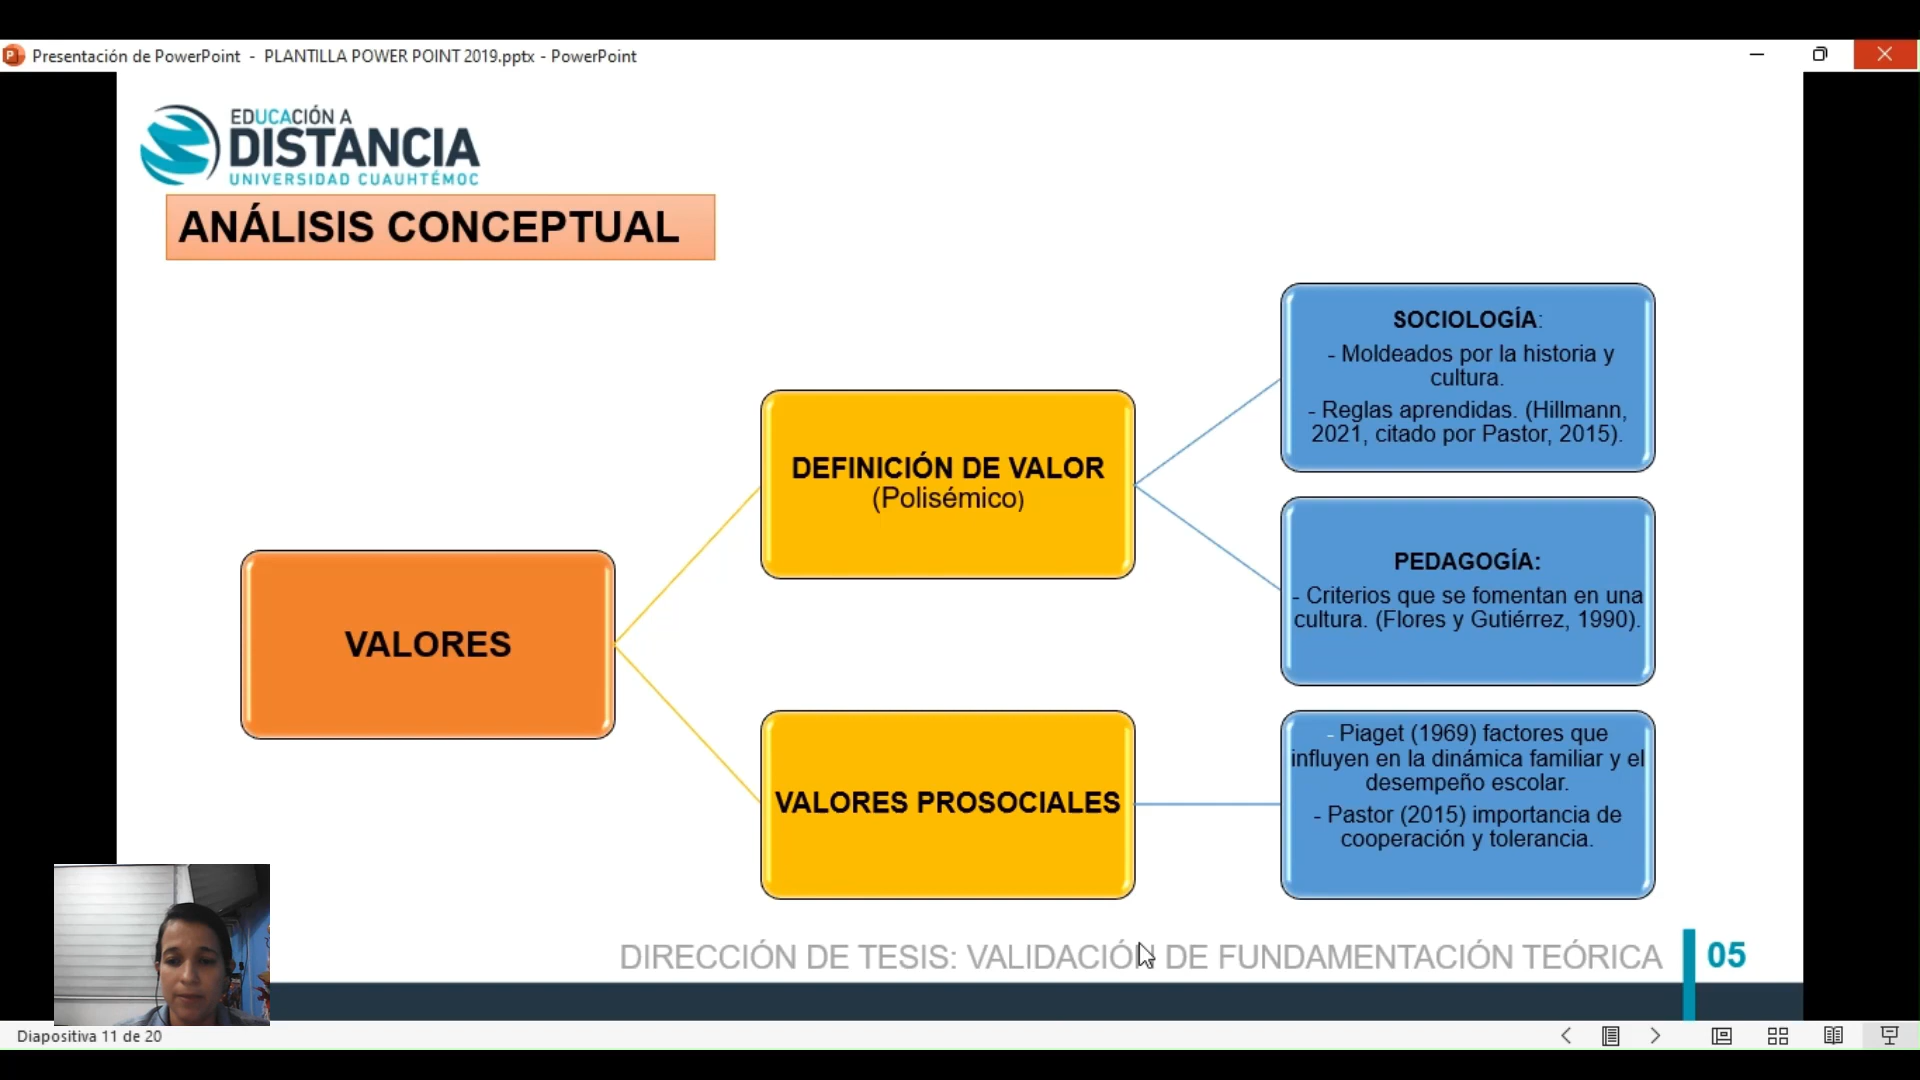 Presentación de PowerPoint - PLANTILLA POWER POINT 2019.pptx - PowerPoint
EDUCACIÓN A
DISTANCIA
UNIVERSIDAD CUAUHTÉMOC
ANÁLISIS CONCEPTUAL
VALORES
DEFINICIÓN DE VALOR
(Polisémico)
SOCIOLOGÍA:
- Moldeados por la historia y
cultura.
- Reglas aprendidas. (Hillmann,
2021, citado por Pastor, 2015).
PEDAGOGÍA:
- Criterios que se fomentan en una
cultura. (Flores y Gutiérrez, 1990).
VALORES PROSOCIALES
- Piaget (1969) factores que
influyen en la dinámica familiar y el
desempeño escolar.
- Pastor (2015) importancia de
cooperación y tolerancia.
DIRECCIÓN DE TESIS: VALIDACIÓN DE FUNDAMENTACIÓN TEÓRICA
05
Diapositiva 11 de 20